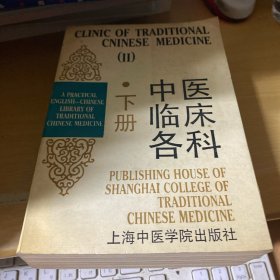 CLINIC OF TRADITIONAL
CHINESE MEDICINE
(II)
A PRACTICAL
ENGLISH—CHINESE
LIBRARY OF
TRADITIONAL
CHINESE MEDICINE
中医
临床
各科
·下册
PUBLISHING HOUSE OF
SHANGHAI COLLEGE OF
TRADITIONAL
CHINESE MEDICINE
上海中医学院出版社